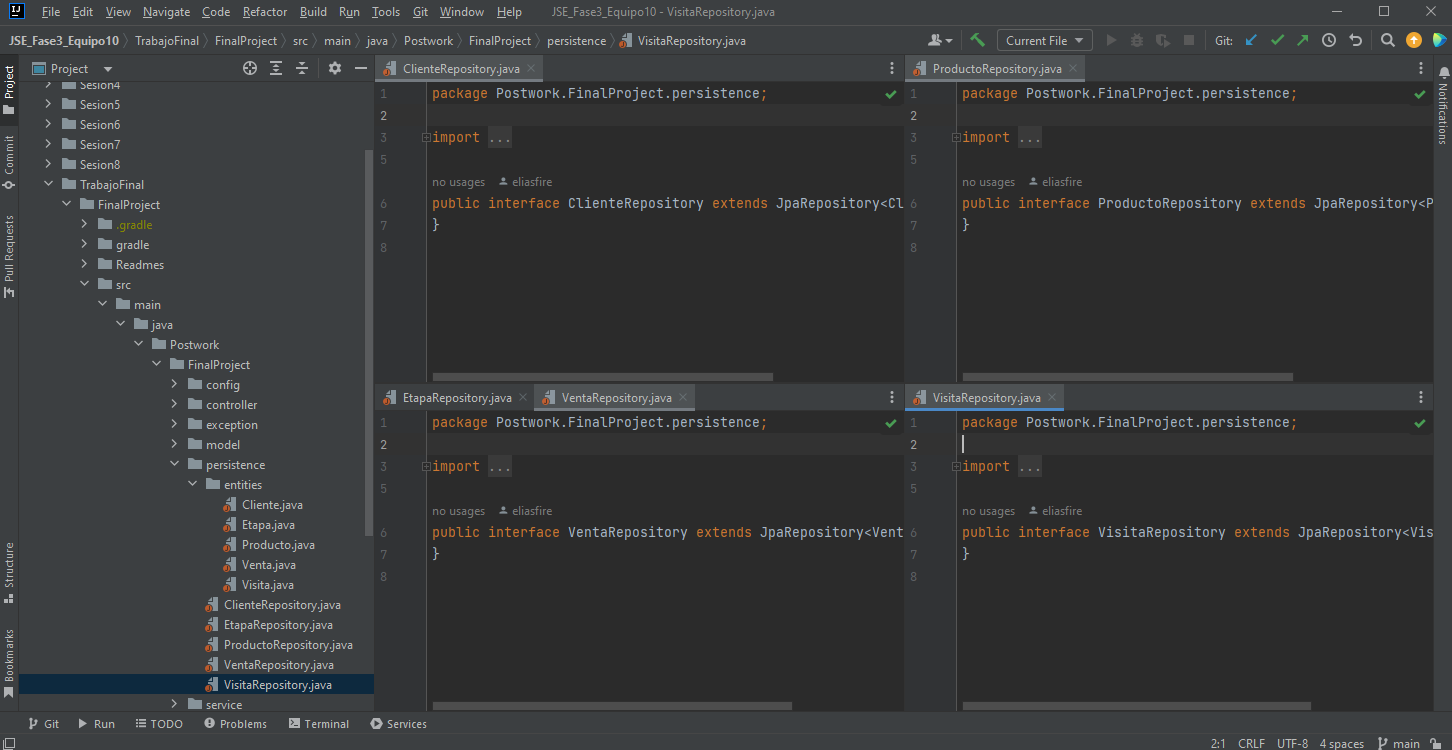 File Edit View Navigate Code Refactor Build Run Tools Git Window Help JSE_Fase3_Equipo10 - VisitaRepository.java
JSE_Fase3_Equipo10 TrabajoFinal FinalProject src main java Postwork FinalProject persistence VisitaRepository.java Current File Git:
Project
Commit
Pull Requests
Structure
Bookmarks
Notifications
Project
Sesion4
Sesion5
Sesion6
Sesion7
Sesion8
TrabajoFinal
FinalProject
.gradle
gradle
Readmes
src
main
java
Postwork
FinalProject
config
controller
exception
model
persistence
entities
Cliente.java
Etapa.java
Producto.java
Venta.java
Visita.java
ClienteRepository.java
EtapaRepository.java
ProductoRepository.java
VentaRepository.java
VisitaRepository.java
service
ClienteRepository.java
1 package Postwork.FinalProject.persistence;
2
3 import ...
5
no usages eliasfire
6 public interface ClienteRepository extends JpaRepository<Cl
7 }
8
ProductoRepository.java
1 package Postwork.FinalProject.persistence;
2
3 import ...
5
no usages eliasfire
6 public interface ProductoRepository extends JpaRepository<P
7 }
8
EtapaRepository.java VentaRepository.java
1 package Postwork.FinalProject.persistence;
2
3 import ...
5
no usages eliasfire
6 public interface VentaRepository extends JpaRepository<Vent
7 }
8
VisitaRepository.java
1 package Postwork.FinalProject.persistence;
2
3 import ...
5
no usages eliasfire
6 public interface VisitaRepository extends JpaRepository<Vis
7 }
8
Git Run TODO Problems Terminal Services
2:1 CRLF UTF-8 4 spaces main